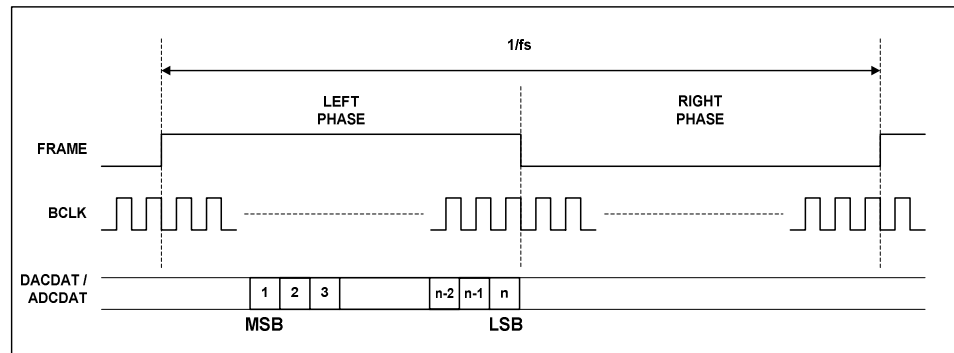 1/fs
LEFT
PHASE
RIGHT
PHASE
FRAME
BCLK
DACDAT /
ADCDAT
1 2 3 n-2 n-1 n
MSB LSB